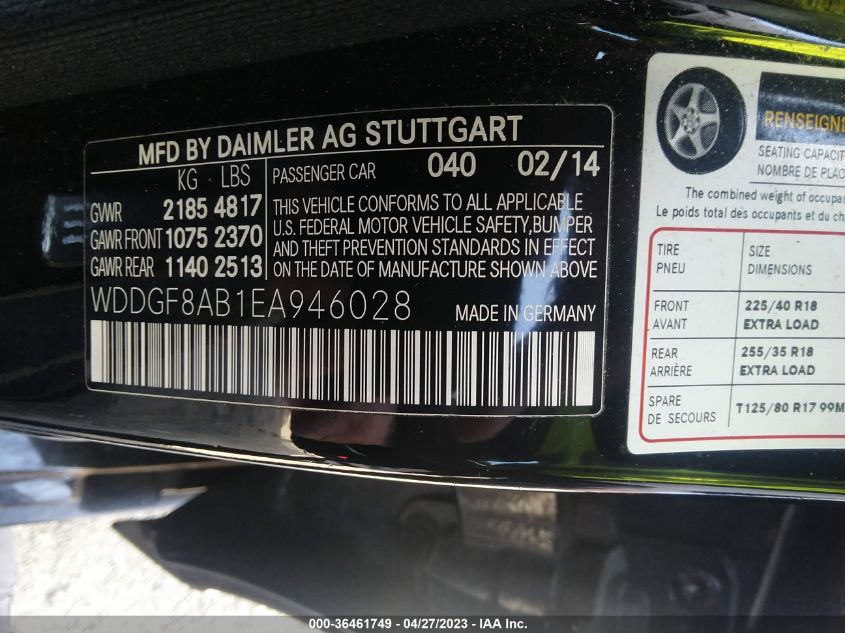 MFD BY DAIMLER AG STUTTGART
KG LBS
PASSENGER CAR 040 02/14
GVWR 2185 4817
GAWR FRONT 1075 2370
GAWR REAR 1140 2513
THIS VEHICLE CONFORMS TO ALL APPLICABLE
U.S. FEDERAL MOTOR VEHICLE SAFETY, BUMPER
AND THEFT PREVENTION STANDARDS IN EFFECT
ON THE DATE OF MANUFACTURE SHOWN ABOVE
WDDGF8AB1EA946028 MADE IN GERMANY
SEATING
NOMBRE DE
The combined weight of
Le poids total des occupants et du
TIRE SIZE
PNEU DIMENSIONS
FRONT 225/40 R18
AVANT EXTRA LOAD
REAR 255/35 R18
ARRIÈRE EXTRA LOAD
SPARE T125/80 R17 99M
DE SECOURS
000-36461749 - 04/27/2023 - IAA Inc.